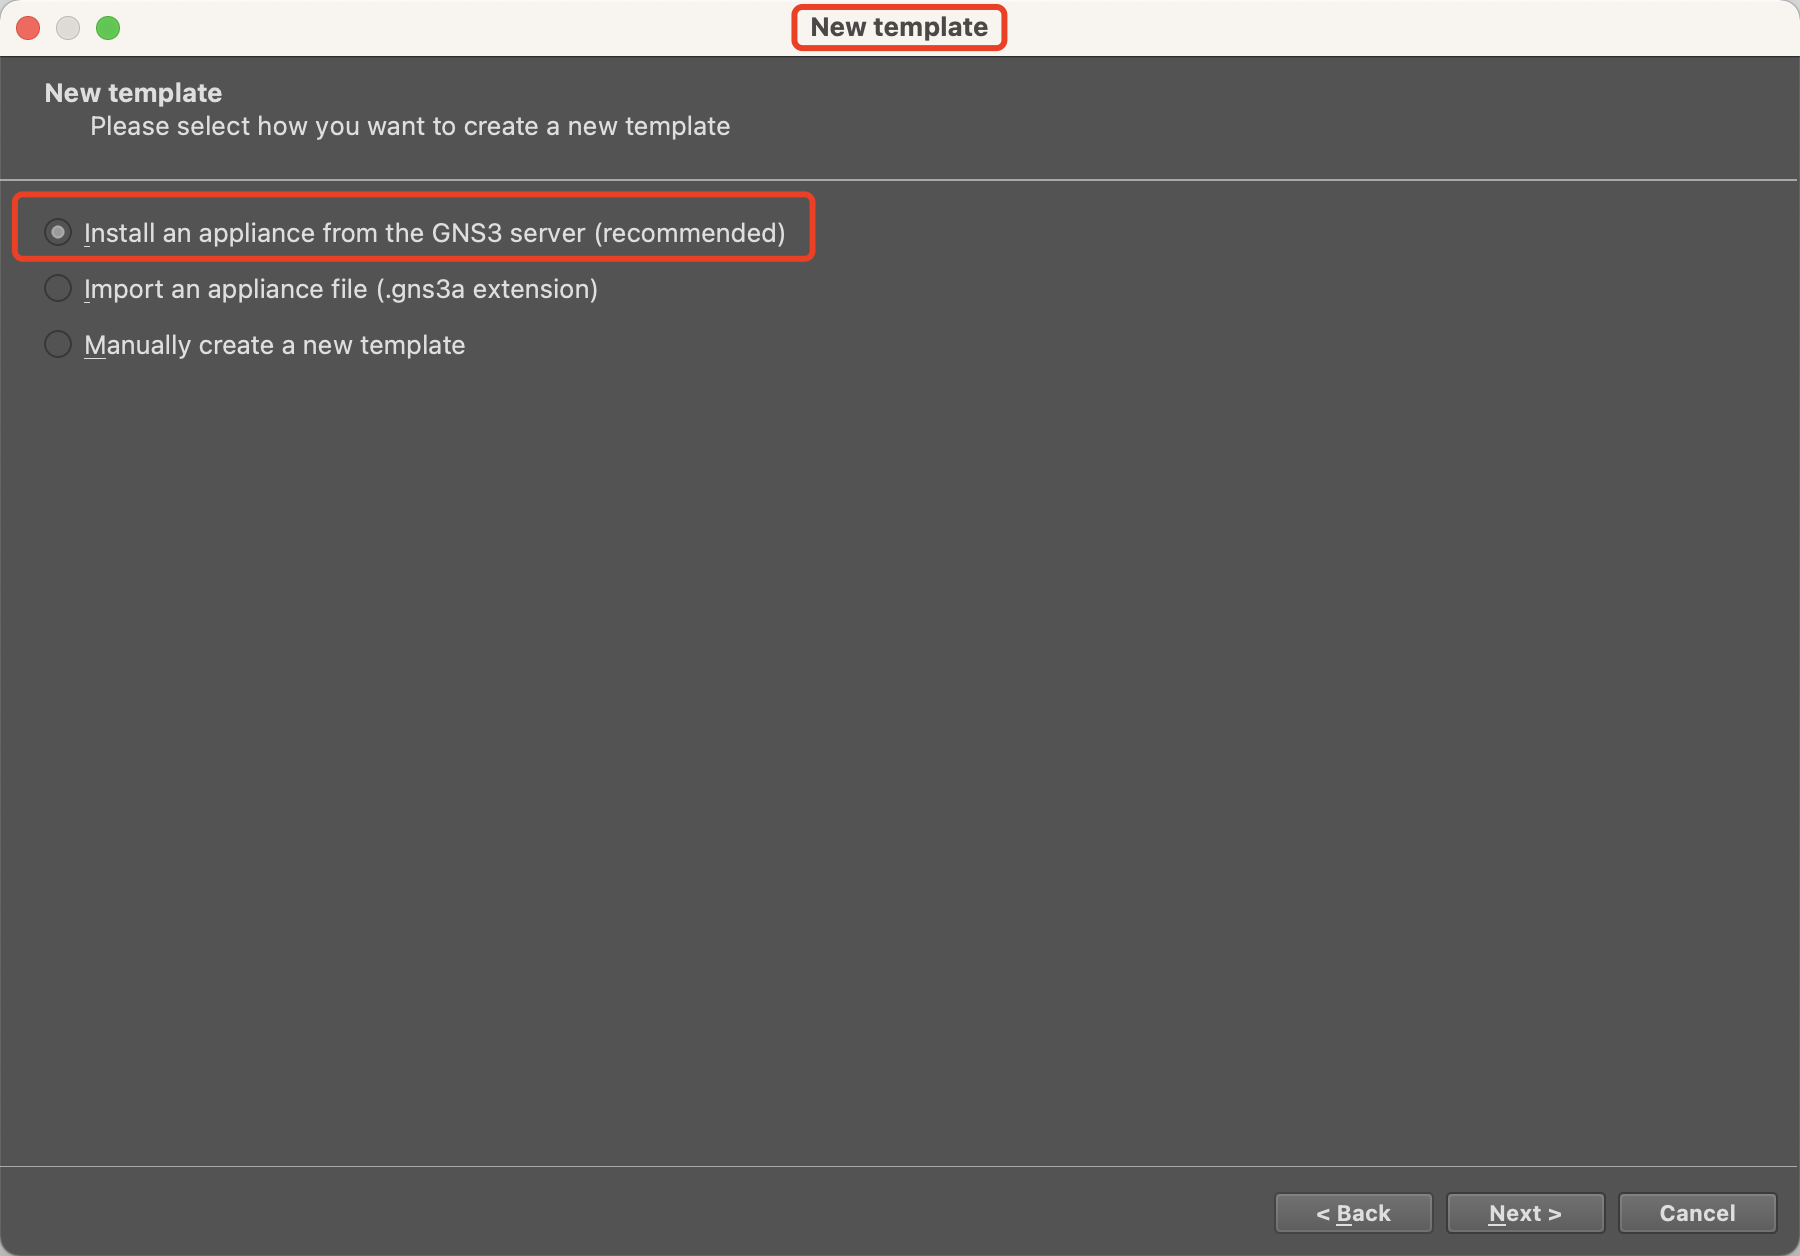 New template
New template
Please select how you want to create a new template
Install an appliance from the GNS3 server (recommended)
Import an appliance file (.gns3a extension)
Manually create a new template
< Back
Next >
Cancel